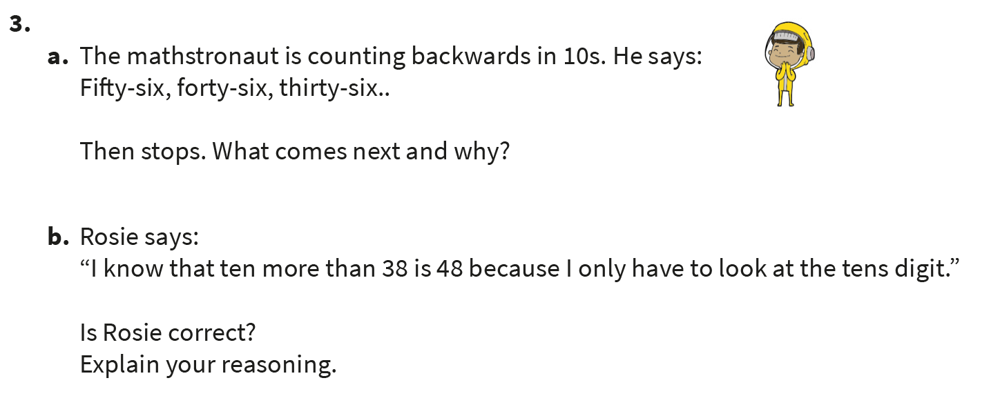 3.
a. The mathstronaut is counting backwards in 10s. He says:
Fifty-six, forty-six, thirty-six..
Then stops. What comes next and why?
b. Rosie says:
“I know that ten more than 38 is 48 because I only have to look at the tens digit.”
Is Rosie correct?
Explain your reasoning.